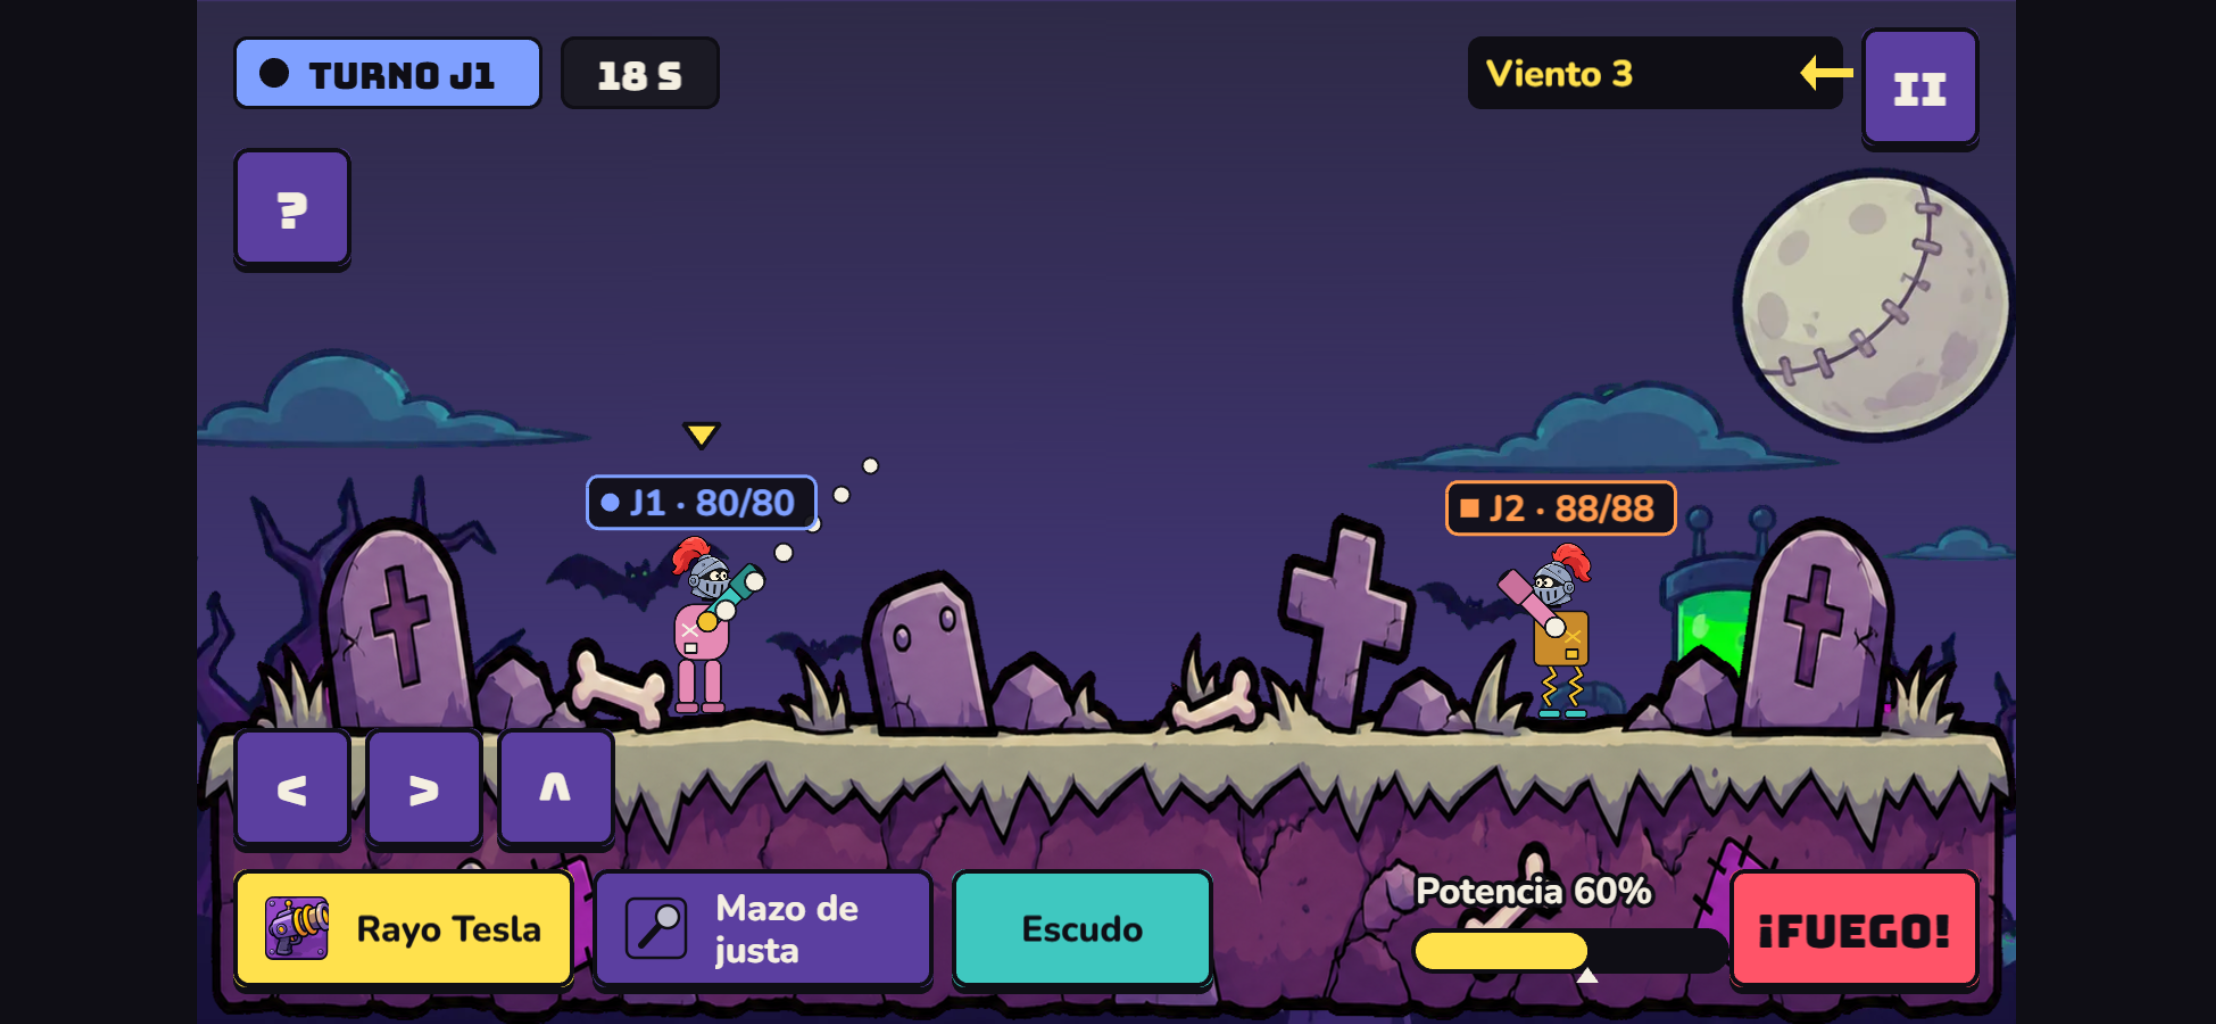 TURNO J1
18 S
Viento 3
II
?
J1 · 80/80
J2 · 88/88
< > ^
Rayo Tesla
Mazo de
justa
Escudo
Potencia 60%
¡FUEGO!